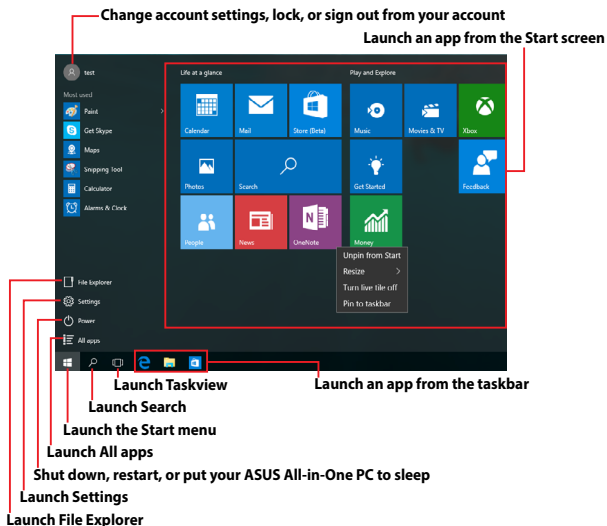 Change account settings, lock, or sign out from your account
Launch an app from the Start screen
test
Life at a glance
Play and Explore
Most used
Paint
Get Skype
Maps
Snipping Tool
Calculator
Alarms & Clock
Calendar
Mail
Store (Beta)
Music
Movies & TV
Xbox
Photos
Search
Get Started
Feedback
People
News
OneNote
Money
Unpin from Start
Resize
Turn live tile off
Pin to taskbar
File Explorer
Settings
Power
All apps
Launch Taskview
Launch an app from the taskbar
Launch Search
Launch the Start menu
Launch All apps
Shut down, restart, or put your ASUS All-in-One PC to sleep
Launch Settings
Launch File Explorer